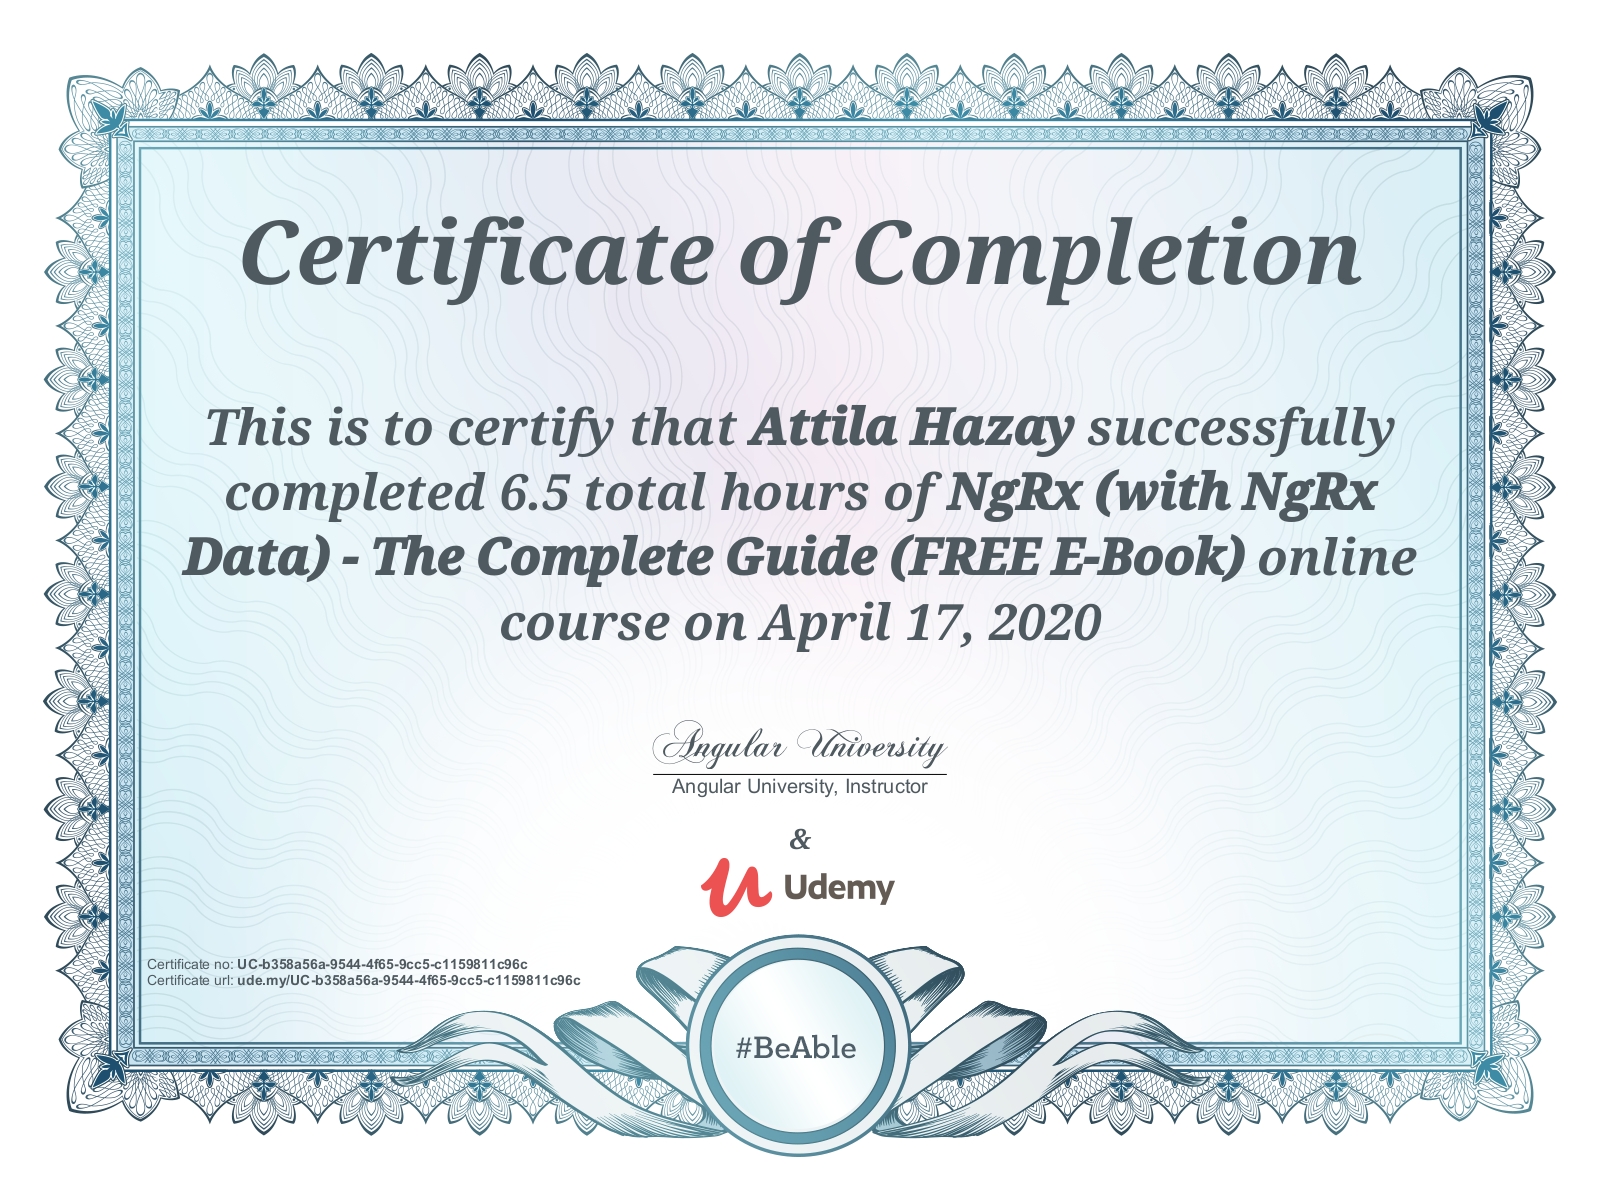 Certificate of Completion
This is to certify that Attila Hazay successfully
completed 6.5 total hours of NgRx (with NgRx
Data) - The Complete Guide (FREE E-Book) online
course on April 17, 2020
Angular University
Angular University, Instructor
&
Udemy
Certificate no: UC-b358a56a-9544-4f65-9cc5-c1159811c96c
Certificate url: ude.my/UC-b358a56a-9544-4f65-9cc5-c1159811c96c
#BeAble